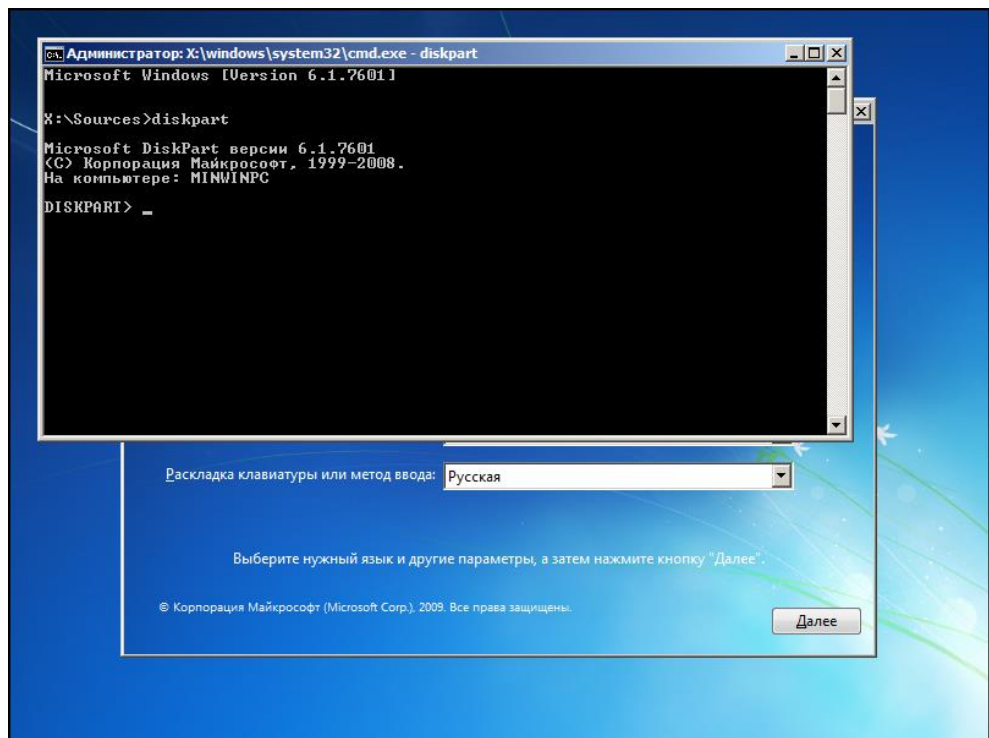 Администратор: X:\windows\system32\cmd.exe - diskpart
Microsoft Windows [Version 6.1.7601]
X:\Sources>diskpart
Microsoft DiskPart версии 6.1.7601
(C) Корпорация Майкрософт, 1999-2008.
На компьютере: MINWINPC
DISKPART> _
Раскладка клавиатуры или метод ввода: Русская
Выберите нужный язык и другие параметры, а затем нажмите кнопку "Далее".
© Корпорация Майкрософт (Microsoft Corp.), 2009. Все права защищены.
Далее